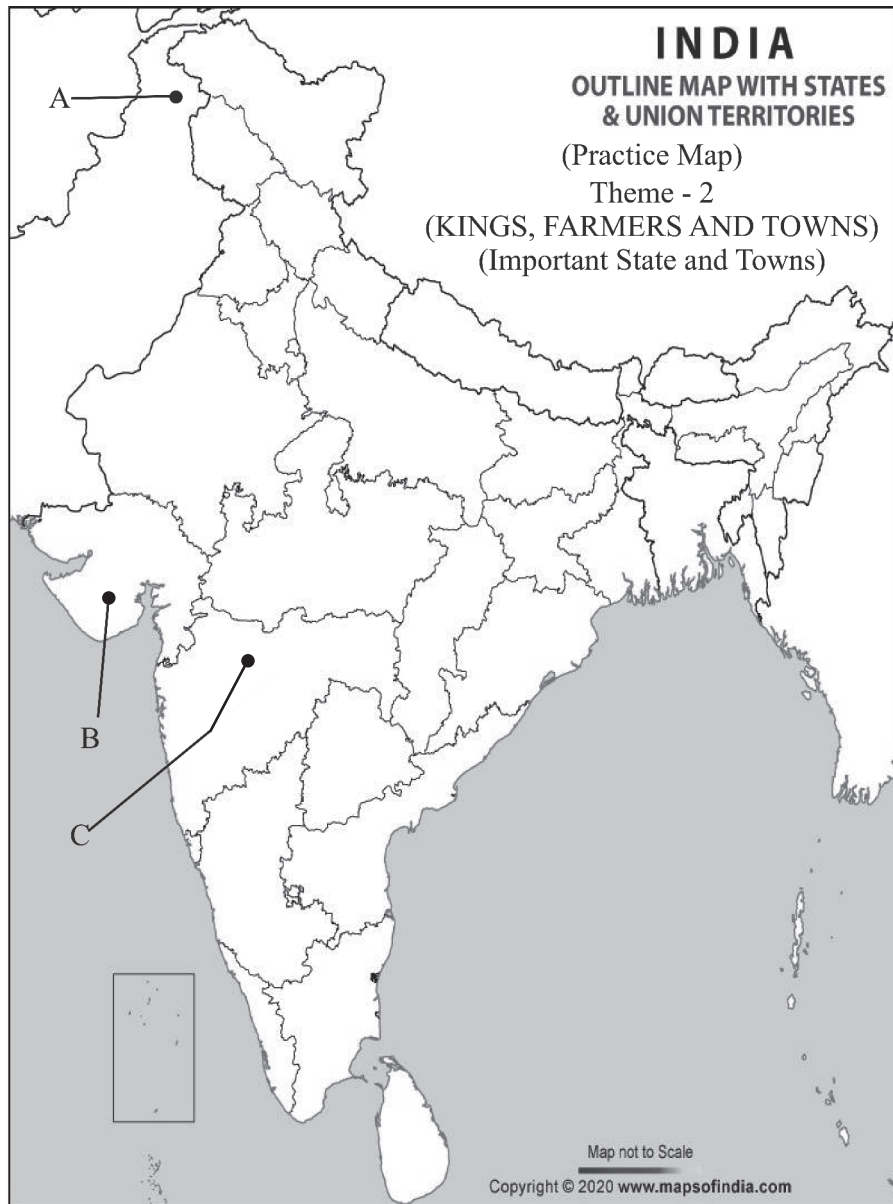 INDIA
OUTLINE MAP WITH STATES
& UNION TERRITORIES
(Practice Map)
Theme - 2
(KINGS, FARMERS AND TOWNS)
(Important State and Towns)
A
B
C
Map not to Scale
Copyright © 2020 www.mapsofindia.com